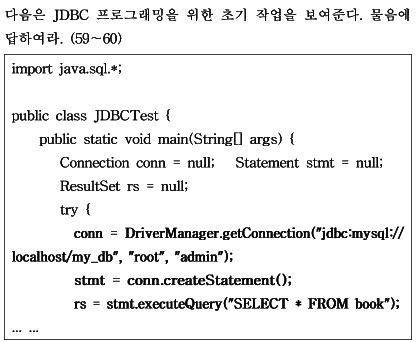 다음은 JDBC 프로그래밍을 위한 초기 작업을 보여준다. 물음에
답하여라. (59～60)
import java.sql.*;
public class JDBCTest {
public static void main(String[] args) {
Connection conn = null;   Statement stmt = null;
ResultSet rs = null;
try {
conn = DriverManager.getConnection("jdbc:mysql://
localhost/my_db", "root", "admin");
stmt = conn.createStatement();
rs = stmt.executeQuery("SELECT * FROM book");
... ...